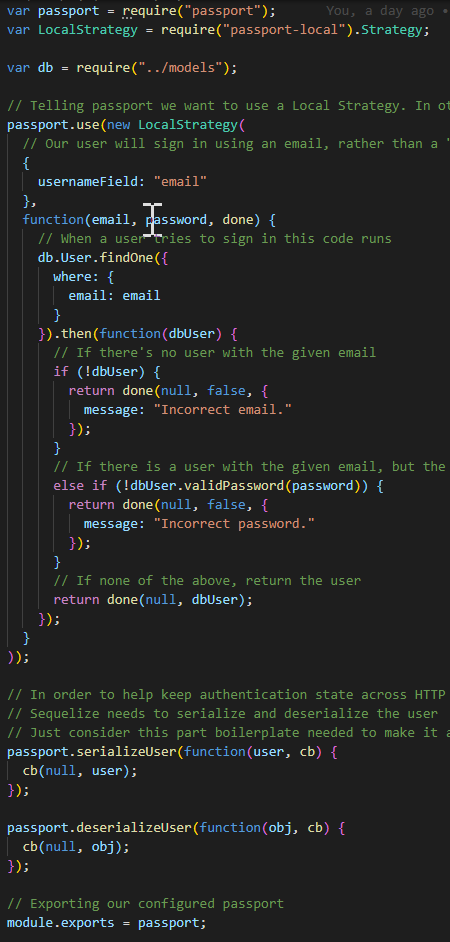 var passport = require("passport");     You, a day ago •
var LocalStrategy = require("passport-local").Strategy;

var db = require("../models");

// Telling passport we want to use a Local Strategy. In
passport.use(new LocalStrategy(
  // Our user will sign in using an email, rather than a "
  {
    usernameField: "email"
  },
  function(email, password, done) {
    // When a user tries to sign in this code runs
    db.User.findOne({
      where: {
        email: email
      }
    }).then(function(dbUser) {
      // If there's no user with the given email
      if (!dbUser) {
        return done(null, false, {
          message: "Incorrect email."
        });
      }
      // If there is a user with the given email, but the
      else if (!dbUser.validPassword(password)) {
        return done(null, false, {
          message: "Incorrect password."
        });
      }
      // If none of the above, return the user
      return done(null, dbUser);
    });
  }
));

// In order to help keep authentication state across HTTP
// Sequelize needs to serialize and deserialize the user
// Just consider this part boilerplate needed to make it
passport.serializeUser(function(user, cb) {
  cb(null, user);
});

passport.deserializeUser(function(obj, cb) {
  cb(null, obj);
});

// Exporting our configured passport
module.exports = passport;